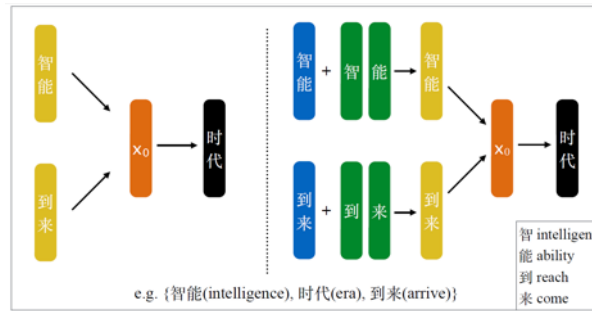 智能
到来
x₀
时代
智能
+
智
能
智能
到来
+
到
来
到来
x₀
时代
智 intelligen
能 ability
到 reach
来 come
e.g. {智能(intelligence), 时代(era), 到来(arrive)}